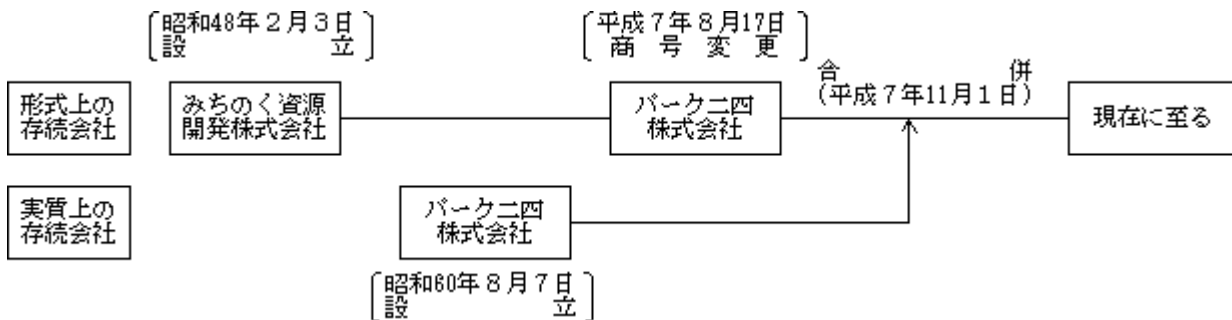 昭和48年２月３日
設立
平成７年８月17日
商号変更
合併
（平成７年11月１日）
形式上の
存続会社
みちのく資源
開発株式会社
パーク二四
株式会社
現在に至る
実質上の
存続会社
パーク二四
株式会社
昭和60年８月７日
設立